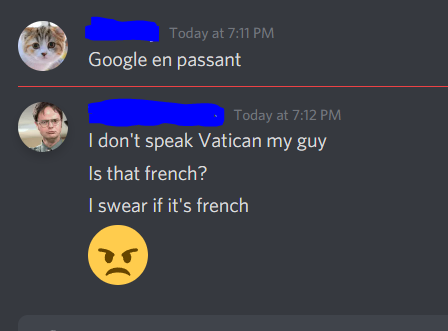 Today at 7:11 PM
Google en passant
Today at 7:12 PM
I don't speak Vatican my guy
Is that french?
I swear if it's french